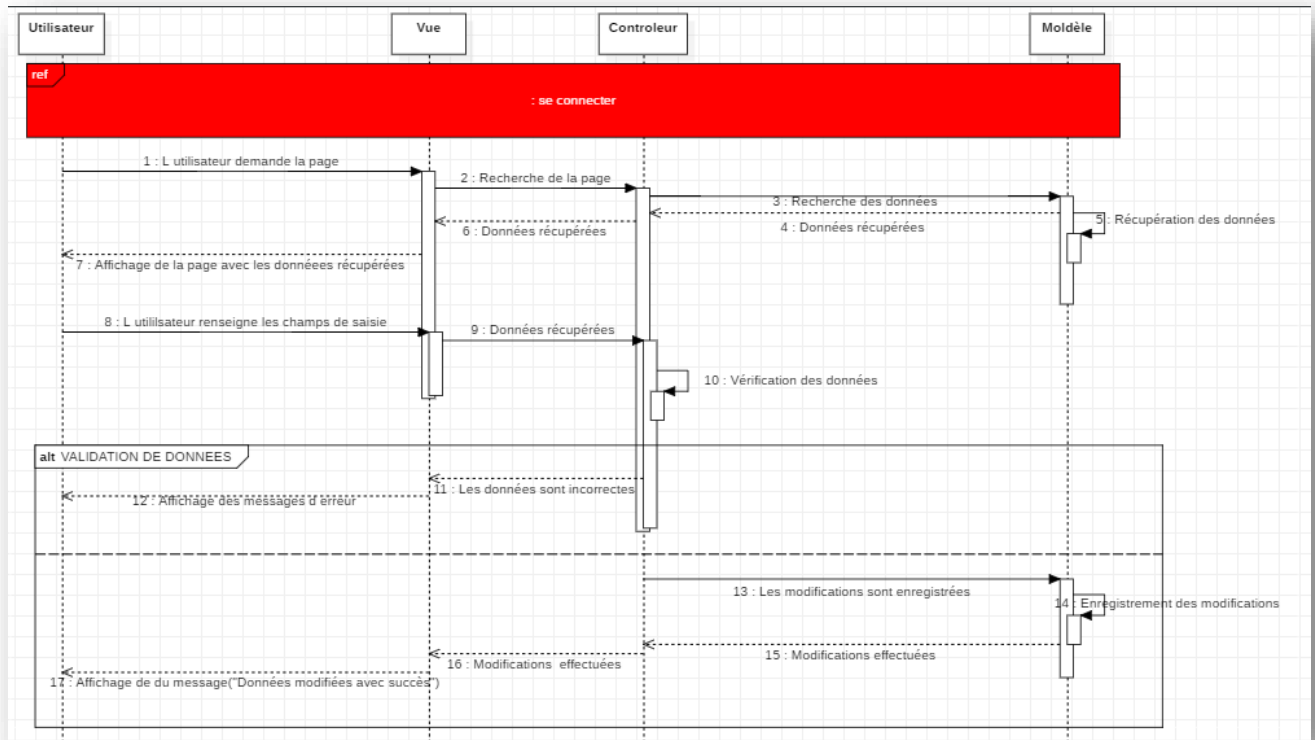 Utilisateur
Vue
Controleur
Moldèle
ref
: se connecter
1 : L utilisateur demande la page
2 : Recherche de la page
3 : Recherche des données
4 : Données récupérées
5 : Récupération des données
6 : Données récupérées
7 : Affichage de la page avec les donnéees récupérées
8 : L utililsateur renseigne les champs de saisie
9 : Données récupérées
10 : Vérification des données
alt VALIDATION DE DONNEES
11 : Les données sont incorrectes
12 : Affichage des messages d erreur
13 : Les modifications sont enregistrées
14 : Enregistrement des modifications
15 : Modifications effectuées
16 : Modifications effectuées
17 : Affichage de du message("Données modifiées avec succès")